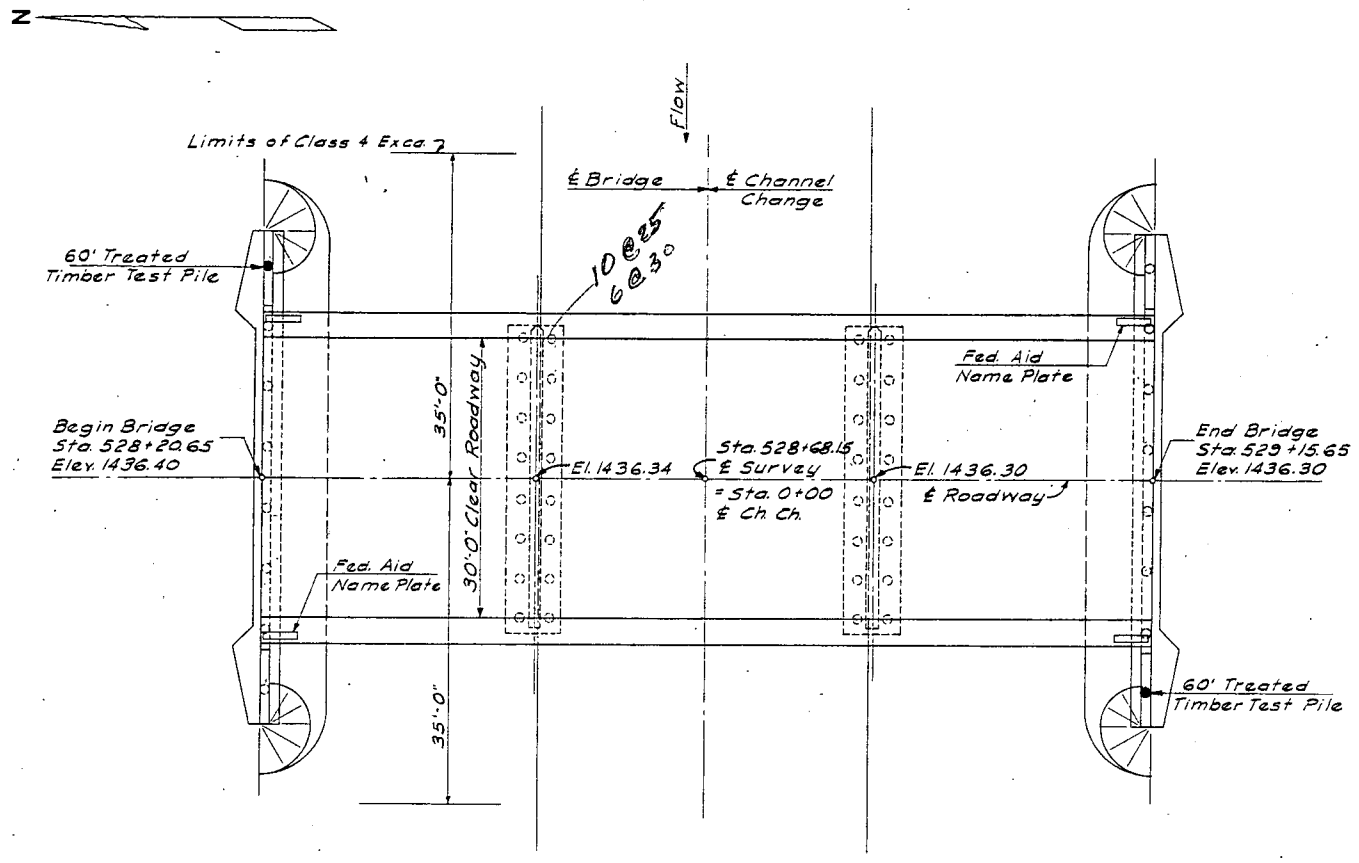 N
Flow
Limits of Class 4 Exca.
℄ Bridge
℄ Channel
Change
10 @ 25
6 @ 30
60' Treated
Timber Test Pile
Fed. Aid
Name Plate
35'-0"
30'-0" Clear Roadway
Begin Bridge
Sta. 528+20.65
Elev. 1436.40
El. 1436.34
Sta. 528+68.15
℄ Survey
= Sta. 0+00
℄ Ch. Ch.
El. 1436.30
℄ Roadway
End Bridge
Sta. 529+15.65
Elev. 1436.30
Fed. Aid
Name Plate
35'-0"
60' Treated
Timber Test Pile